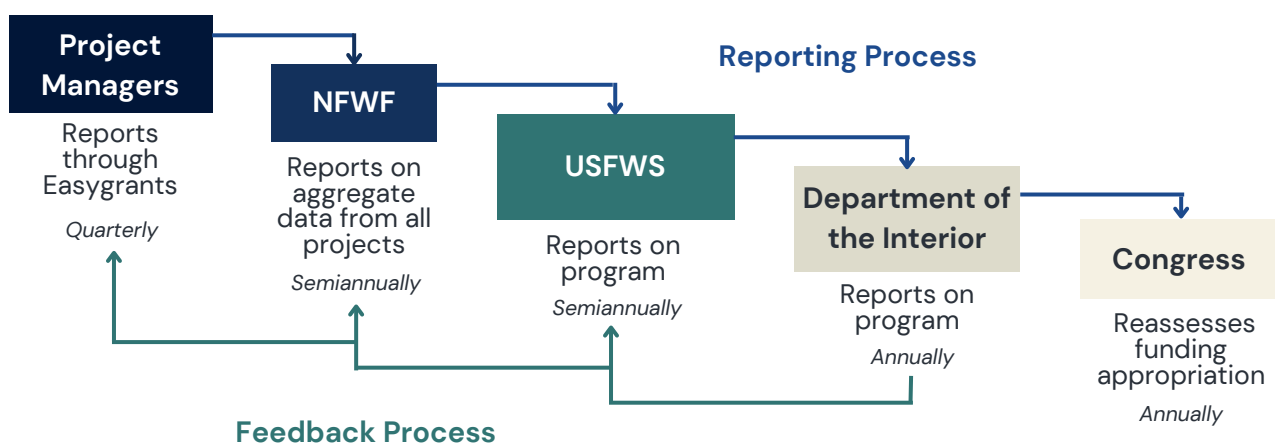 Project
Managers
Reports
through
Easygrants
Quarterly
NFWF
Reports on
aggregate
data from all
projects
Semiannually
Reporting Process
USFWS
Reports on
program
Semiannually
Department of
the Interior
Reports on
program
Annually
Congress
Reassesses
funding
appropriation
Annually
Feedback Process